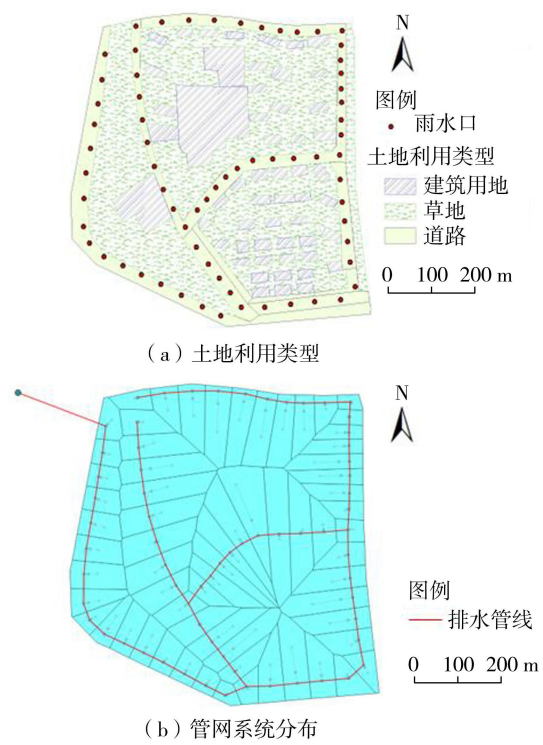 N
图例
雨水口
土地利用类型
建筑用地
草地
道路
0 100 200 m
（a）土地利用类型
N
图例
排水管线
0 100 200 m
（b）管网系统分布